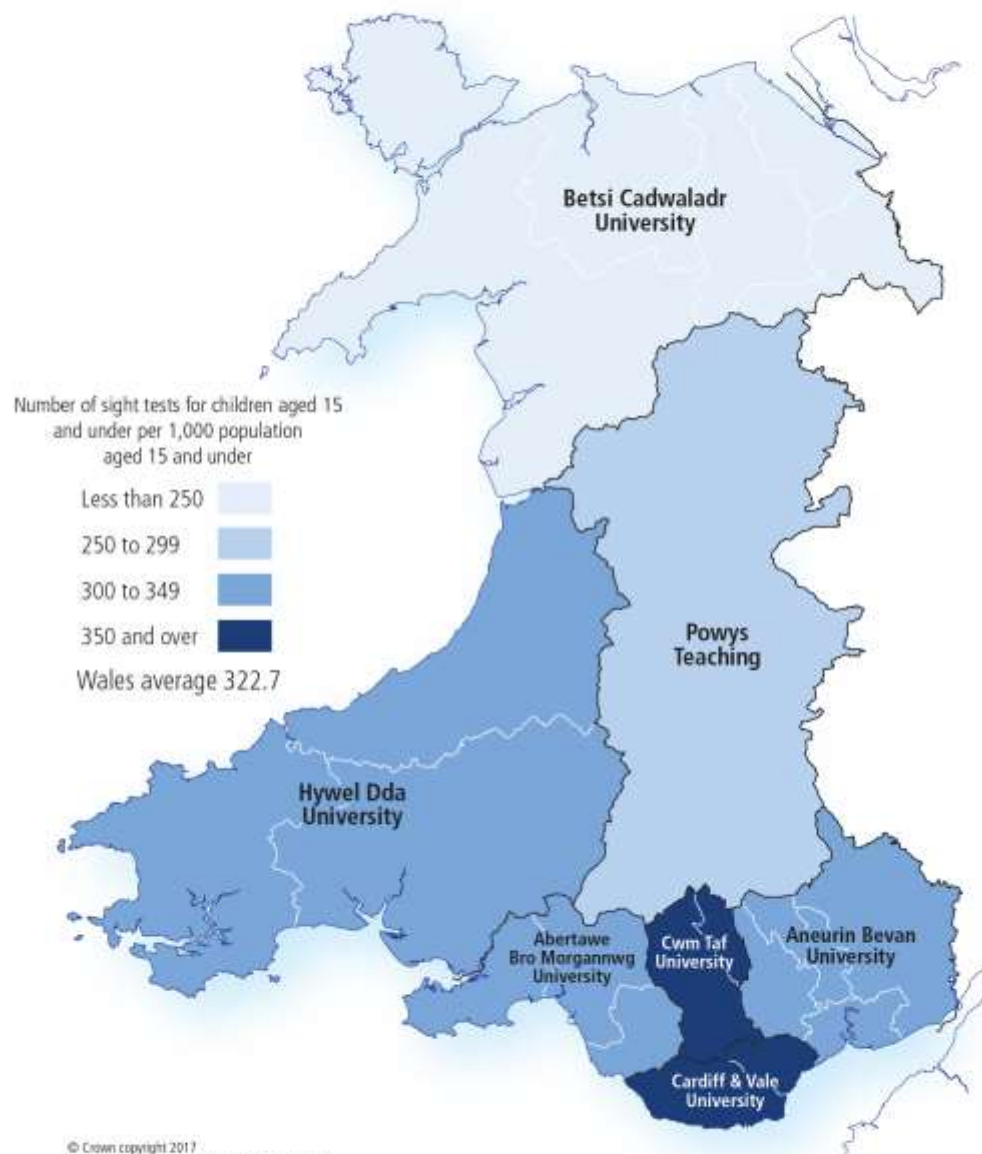 Betsi Cadwaladr
University
Number of sight tests for children aged 15
and under per 1,000 population
aged 15 and under
Less than 250
250 to 299
300 to 349
350 and over
Wales average 322.7
Powys
Teaching
Hywel Dda
University
Abertawe
Bro Morgannwg
University
Cwm Taf
University
Aneurin Bevan
University
Cardiff & Vale
University
© Crown copyright 2017